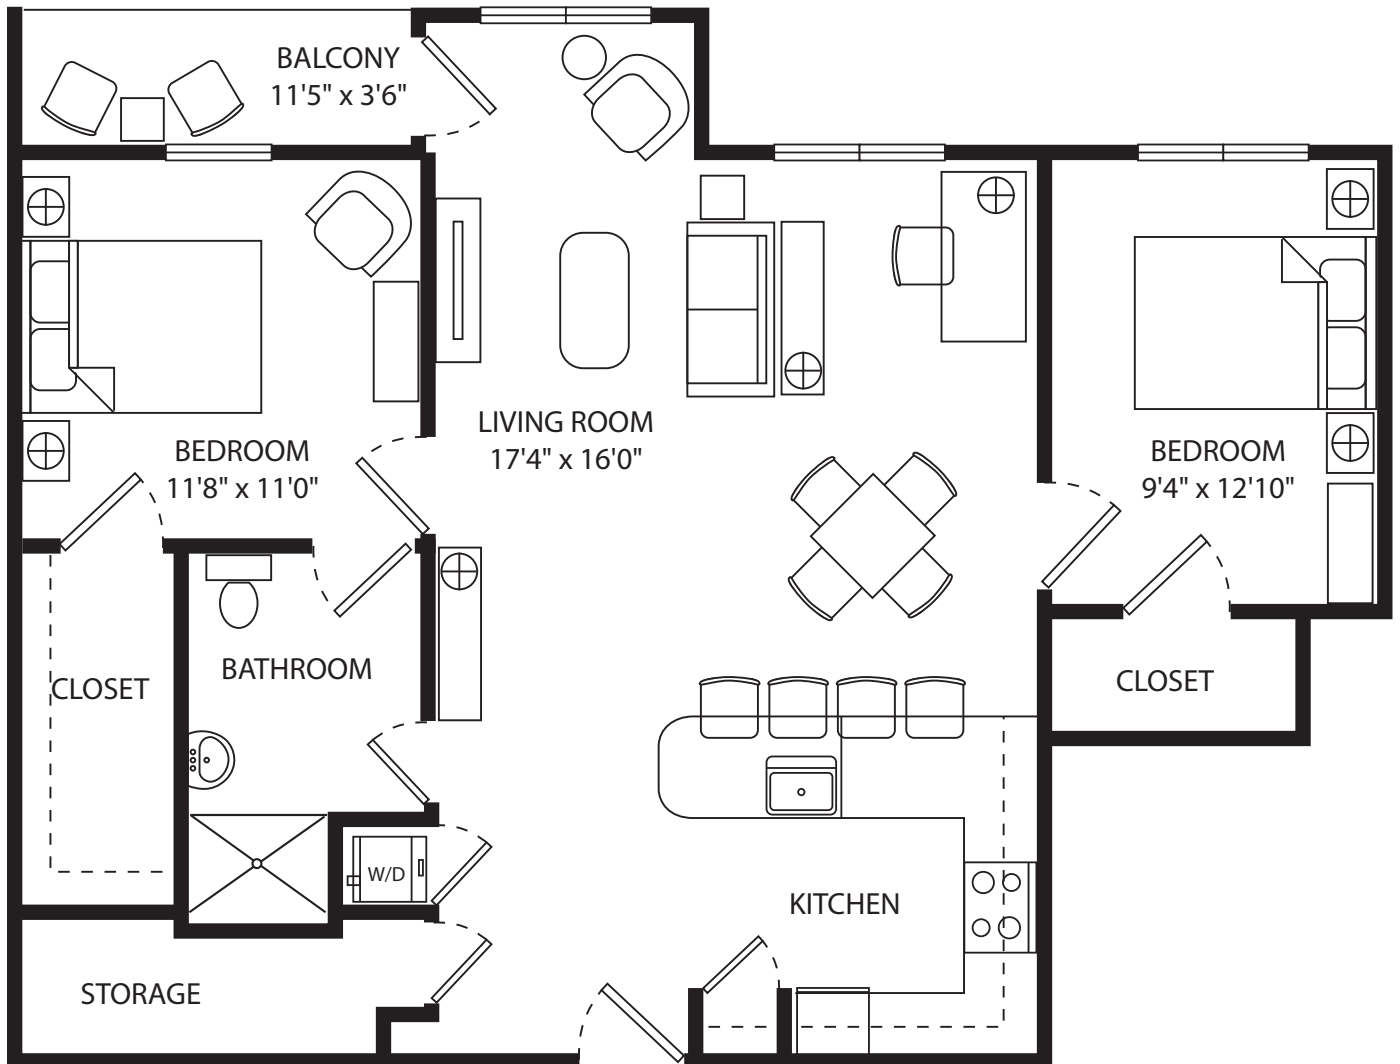 BALCONY
11'5" x 3'6"
LIVING ROOM
17'4" x 16'0"
BEDROOM
11'8" x 11'0"
BEDROOM
9'4" x 12'10"
CLOSET
BATHROOM
CLOSET
W/D
KITCHEN
STORAGE